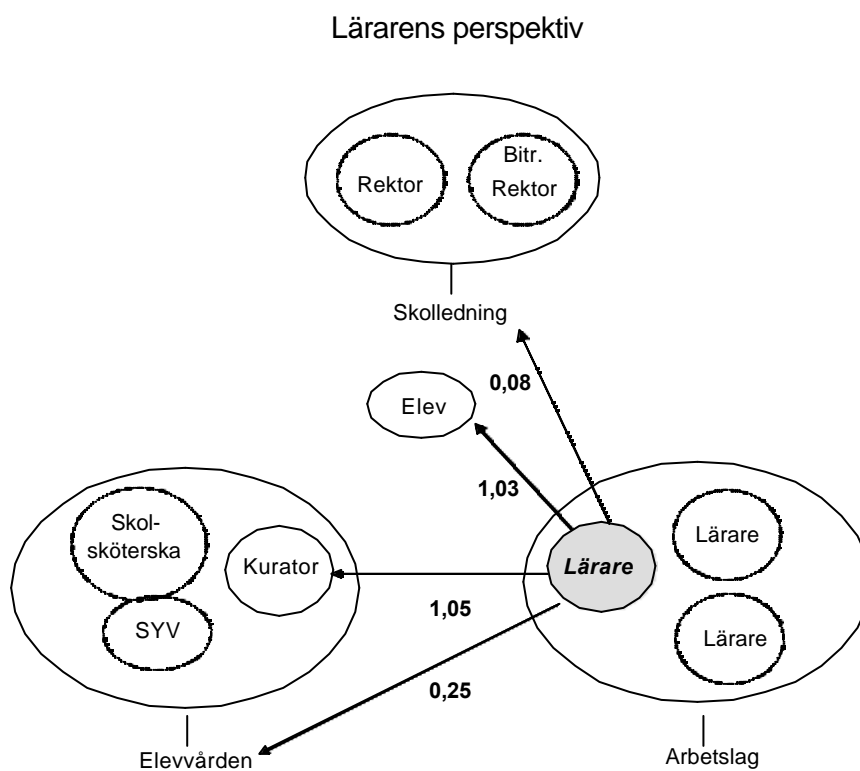 Lärarens perspektiv
Rektor
Bitr.
Rektor
Skolledning
0,08
Elev
1,03
Skol-
sköterska
Kurator
SYV
1,05
0,25
Lärare
Lärare
Lärare
Elevvården
Arbetslag